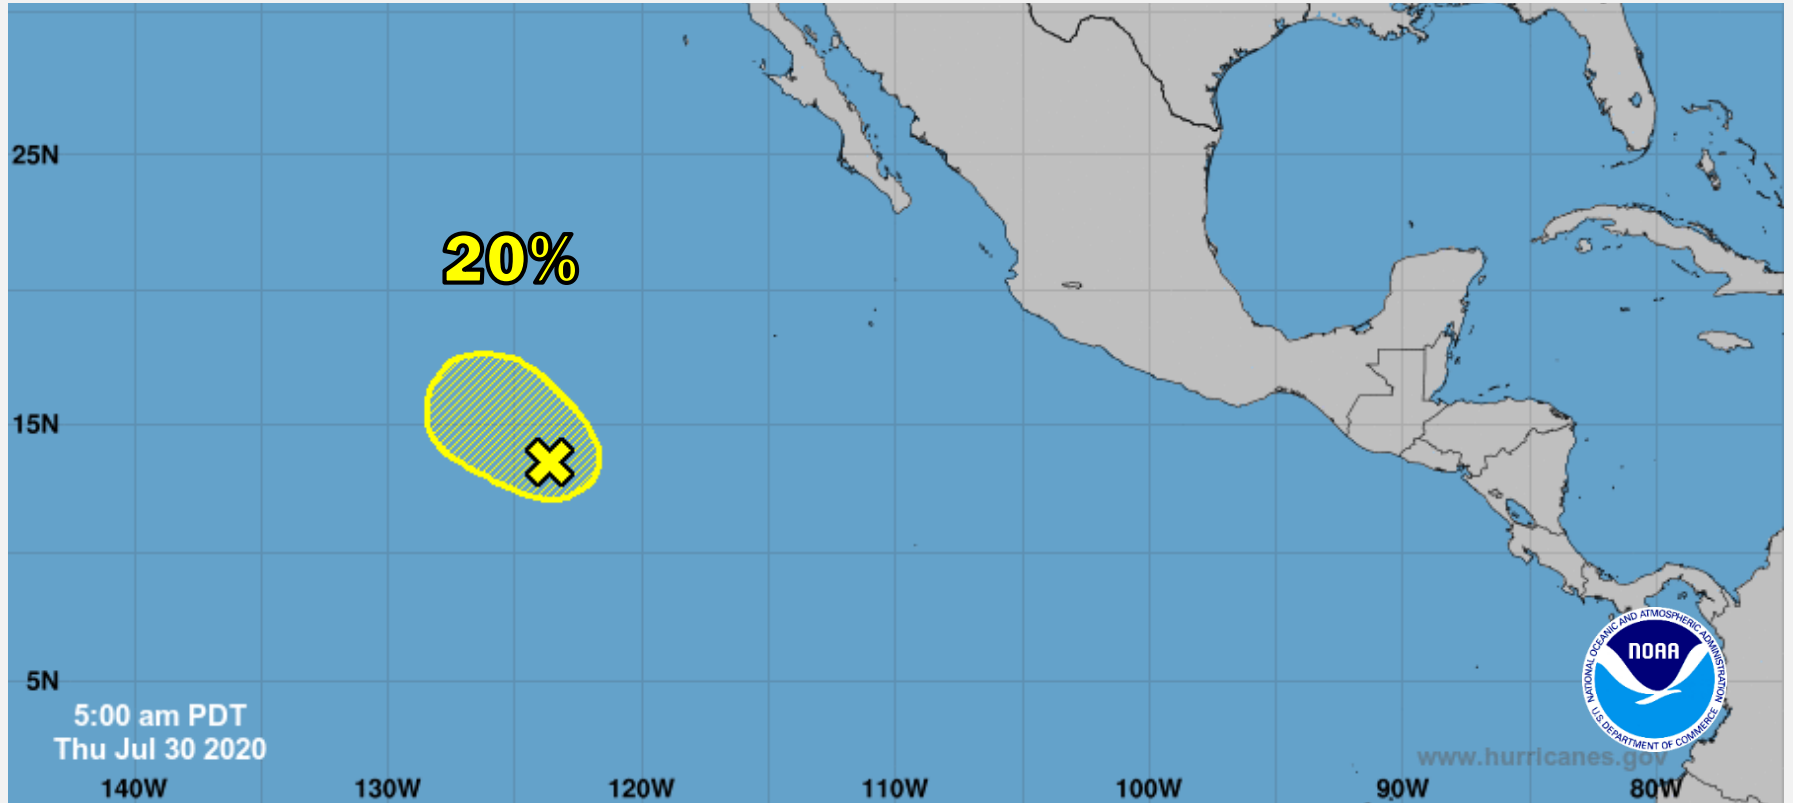 25N
20%
15N
5N
5:00 am PDT
Thu Jul 30 2020
NATIONAL OCEANIC AND ATMOSPHERIC ADMINISTRATION
NOAA
U.S. DEPARTMENT OF COMMERCE
www.hurricanes.gov
140W 130W 120W 110W 100W 90W 80W